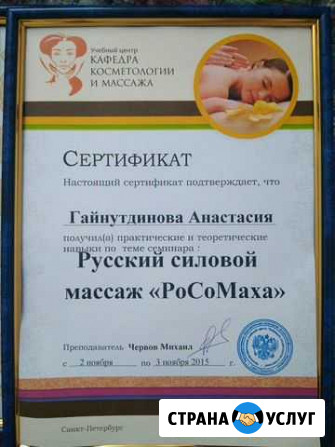 Учебный центр
КАФЕДРА
КОСМЕТОЛОГИИ
И МАССАЖА
СЕРТИФИКАТ
Настоящий сертификат подтверждает, что
Гайнутдинова Анастасия
получил(а) практические и теоретические
навыки по теме семинара :
Русский силовой
массаж «РоСоМаха»
Преподаватель Червов Михаил
с 2 ноября по 3 ноября 2015 г.
Санкт-Петербург
СТРАНА УСЛУГ